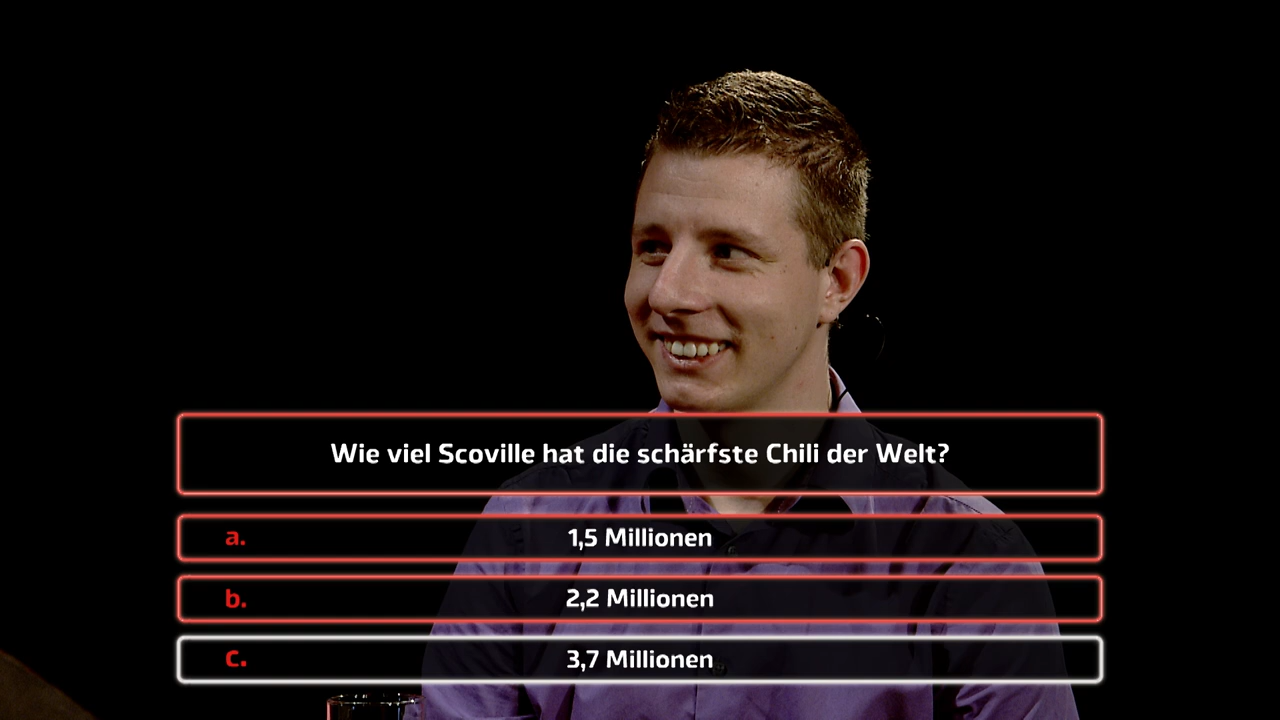 Wie viel Scoville hat die schärfste Chili der Welt?
a. 1,5 Millionen
b. 2,2 Millionen
c. 3,7 Millionen